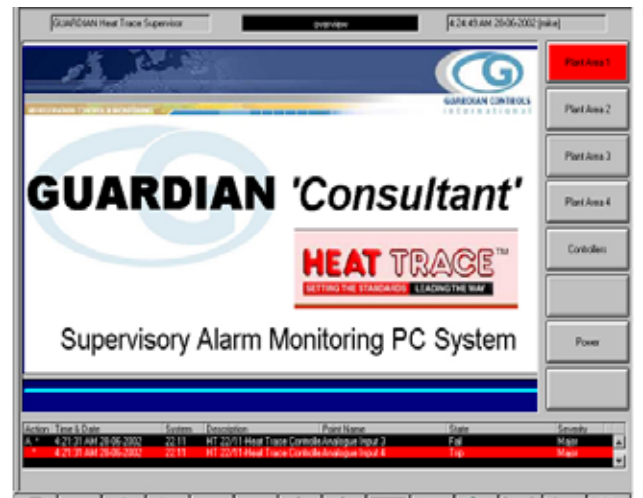 GUARDIAN Heat Trace Supervisor overview 4:24:49 AM 28-06-2002 [mike]
Plant Area 1
GUARDIAN CONTROLS
international
Plant Area 2
Plant Area 3
GUARDIAN 'Consultant'
Plant Area 4
HEAT TRACE™
SETTING THE STANDARDS LEADING THE WAY
Controllers
Supervisory Alarm Monitoring PC System
Power
Action Time & Date System Description Point Name State Severity
A * 4:21:31 AM 28-06-2002 22:11 HT 22/11-Heat Trace Controlle Analogue Input 3 Fail Major
* 4:21:31 AM 28-06-2002 22:11 HT 22/11-Heat Trace Controlle Analogue Input 4 Trip Major